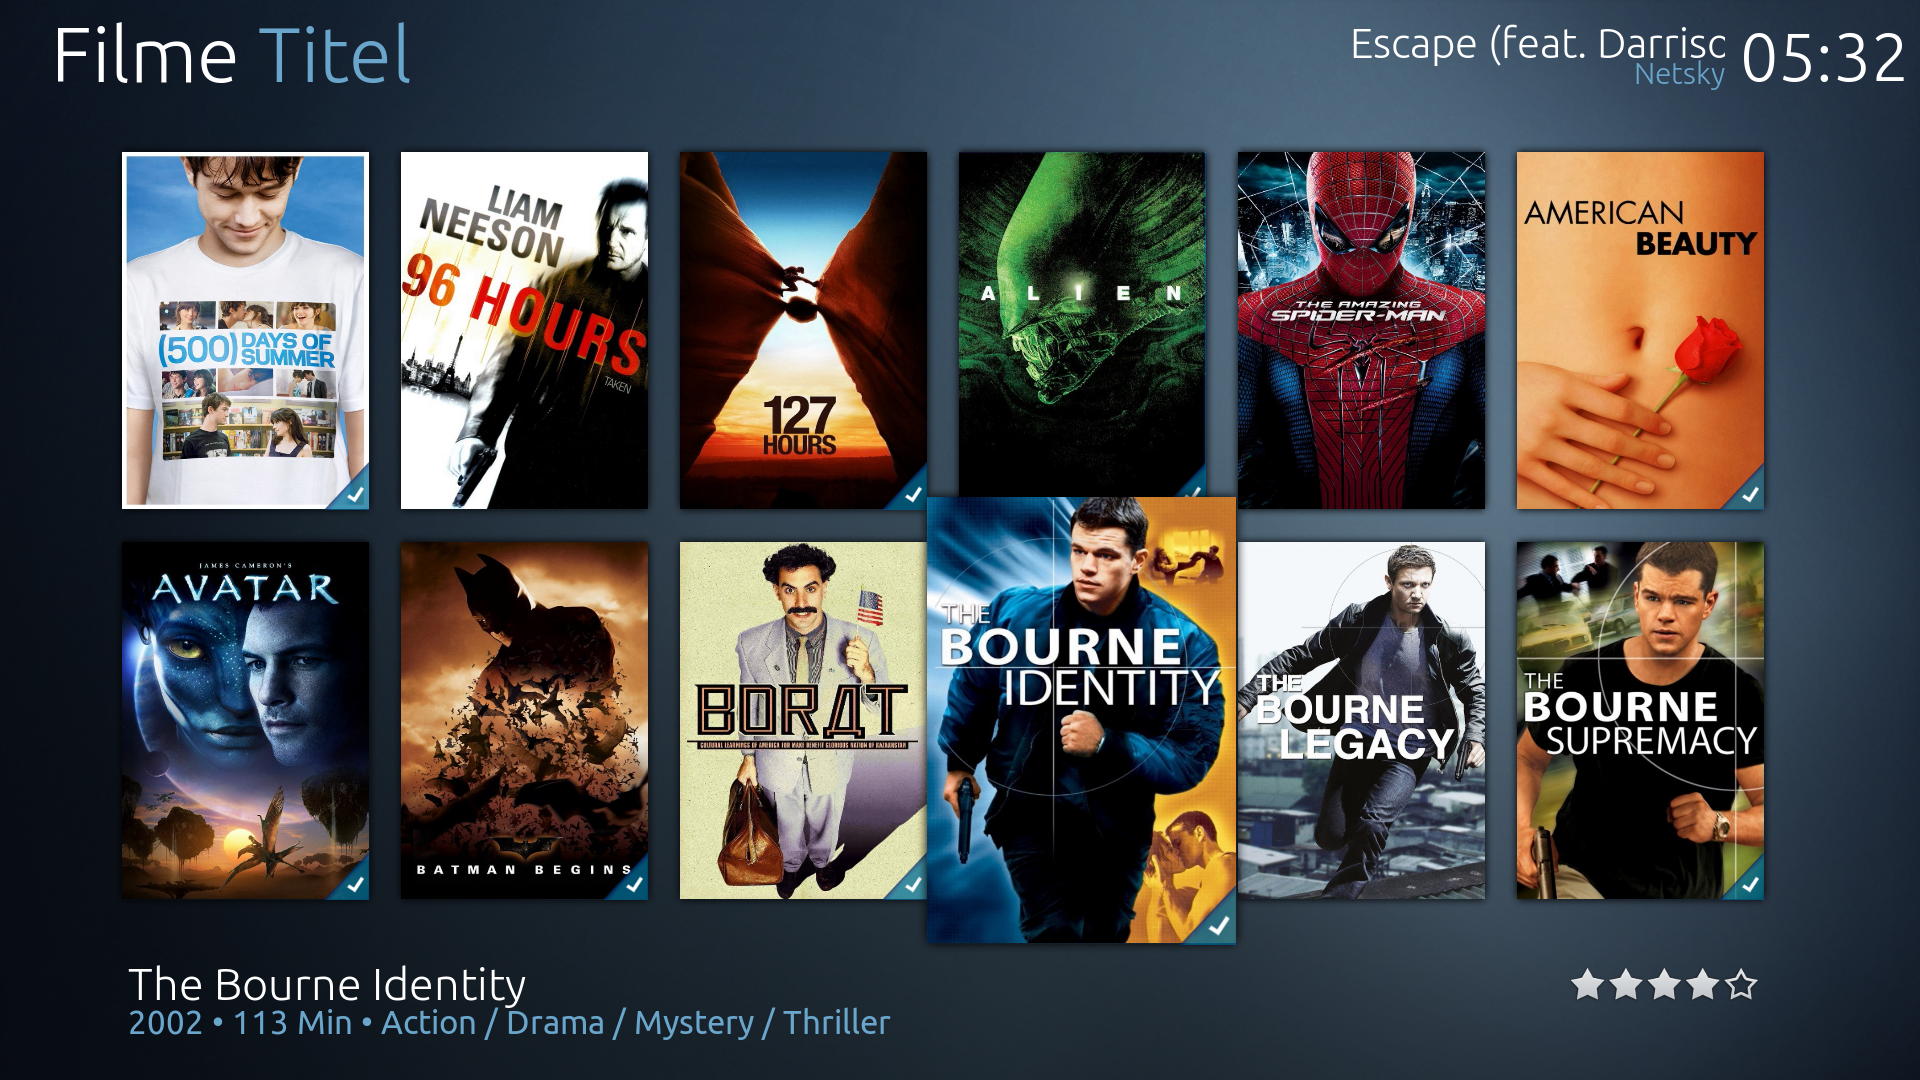 Filme Titel
Escape (feat. Darrisc
Netsky
05:32
(500) DAYS OF
SUMMER
LIAM
NEESON
96 HOURS
TAKEN
127
HOURS
ALIEN
THE AMAZING
SPIDER-MAN
AMERICAN
BEAUTY
JAMES CAMERON'S
AVATAR
BATMAN BEGINS
BORДT
CULTURAL LEARNINGS OF AMERICA FOR MAKE BENEFIT GLORIOUS NATION OF KAZAKHSTAN
THE
BOURNE
IDENTITY
THE
BOURNE
LEGACY
THE
BOURNE
SUPREMACY
The Bourne Identity
2002 • 113 Min • Action / Drama / Mystery / Thriller